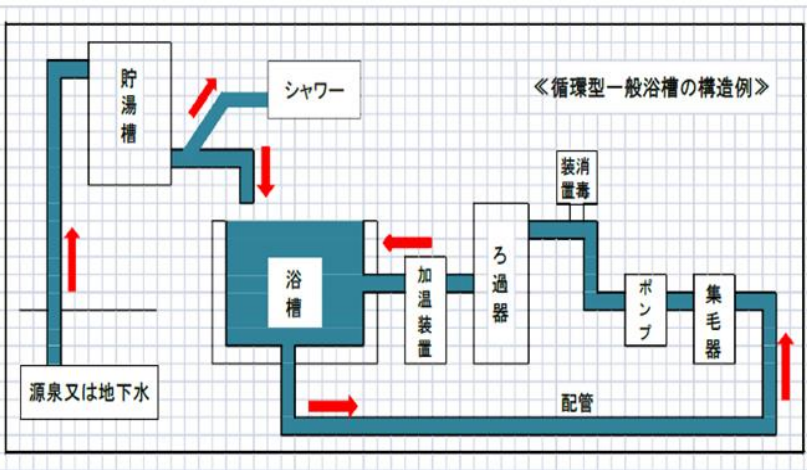 ≪循環型一般浴槽の構造例≫
貯湯槽
シャワー
消毒装置
ろ過器
浴槽
加温装置
ポンプ
集毛器
源泉又は地下水
配管